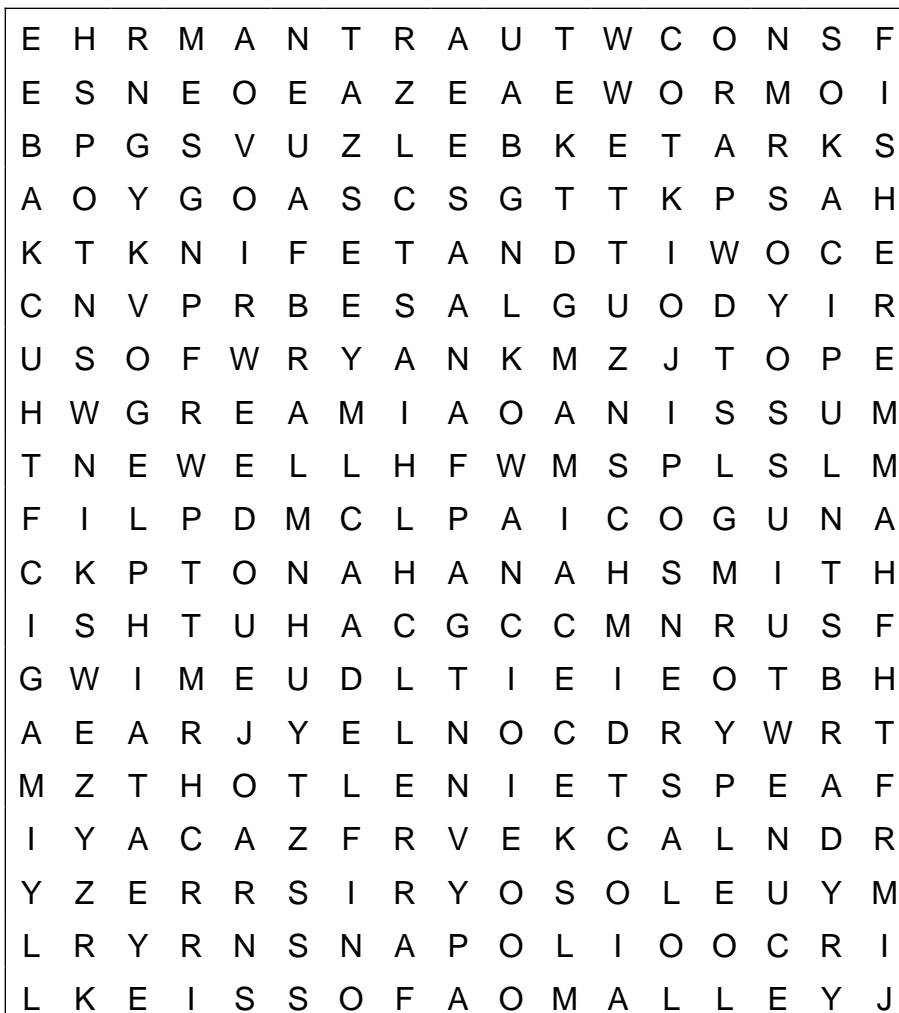 E H R M A N T R A U T W C O N S F
E S N E O E A Z E A E W O R M O I
B P G S V U Z L E B K E T A R K S
A O Y G O A S C S G T T K P S A H
K T K N I F E T A N D T I W O C E
C N V P R B E S A L G U O D Y I R
U S O F W R Y A N K M Z J T O P E
H W G R E A M I A O A N I S S U M
T N E W E L L H F W M S P L S L M
F I L P D M C L P A I C O G U N A
C K P T O N A H A N A H S M I T H
I S H T U H A C G C C M N R U S F
G W I M E U D L T I E I E O T B H
A E A R J Y E L N O C D R Y W R T
M Z T H O T L E N I E T S P E A F
I Y A C A Z F R V E K C A L N D R
Y Z E R R S I R Y O S O L E U Y M
L R Y R N S N A P O L I O O C R I
L K E I S S O F A O M A L L E Y J